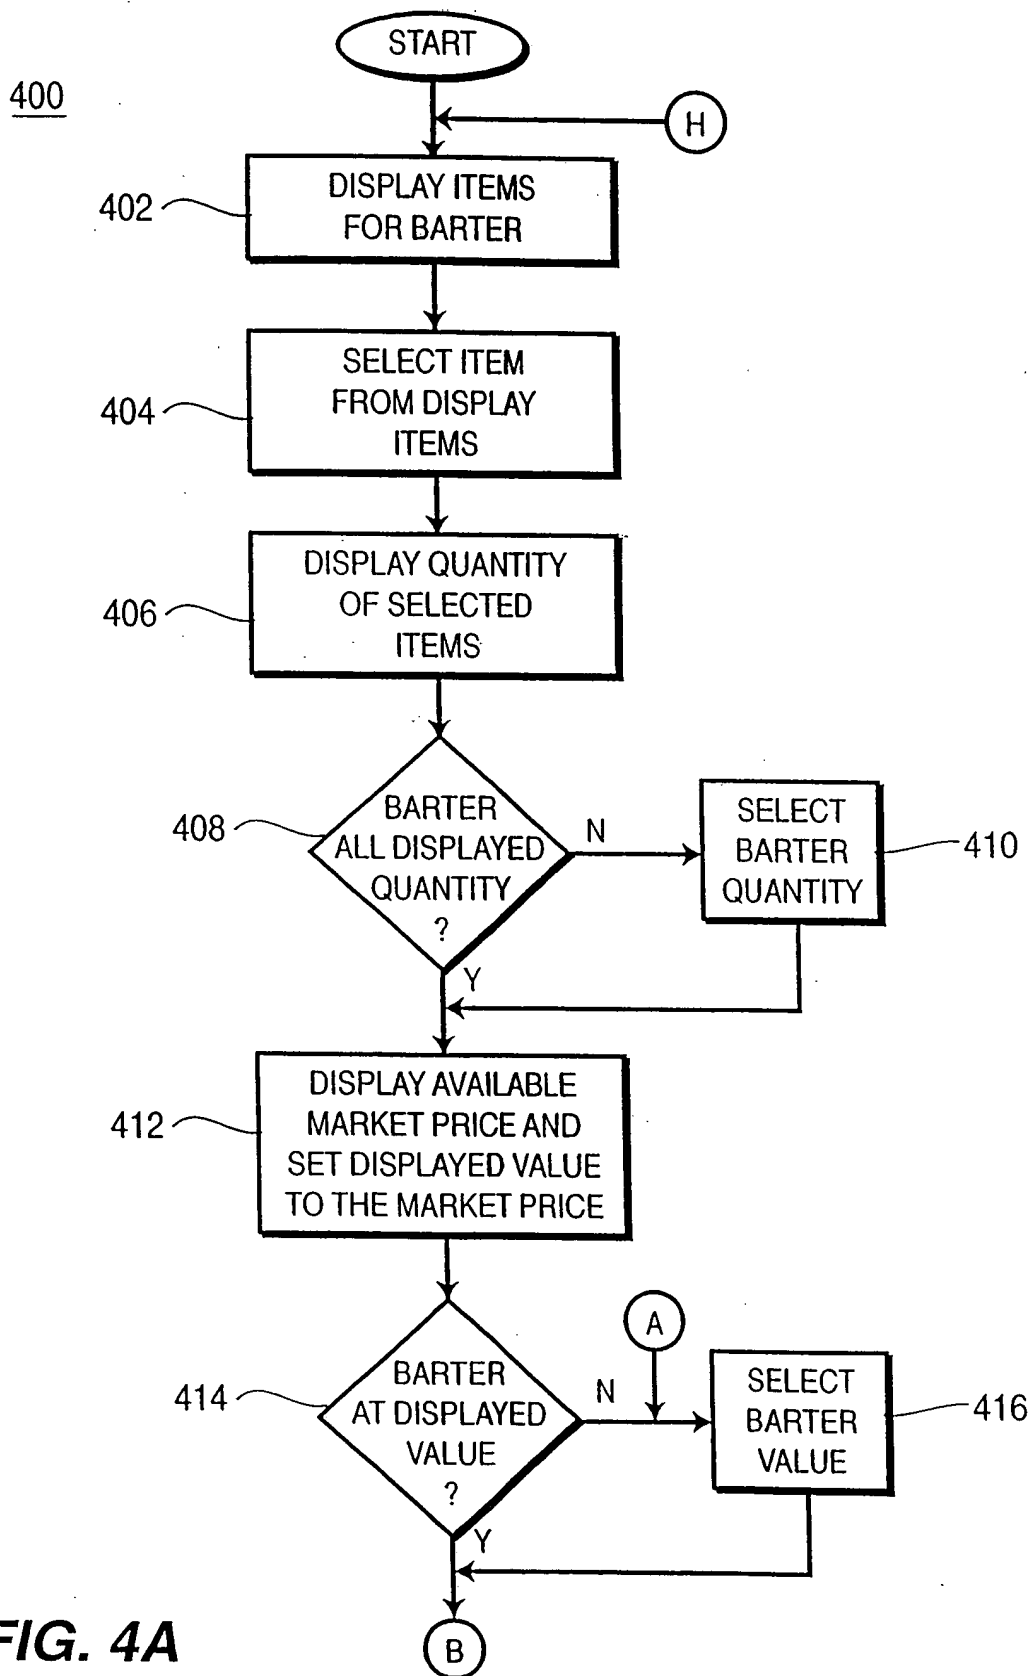 START
400
H
DISPLAY ITEMS
FOR BARTER
402
SELECT ITEM
FROM DISPLAY
ITEMS
404
DISPLAY QUANTITY
OF SELECTED
ITEMS
406
BARTER
ALL DISPLAYED
QUANTITY
?
408
N
SELECT
BARTER
QUANTITY
410
Y
DISPLAY AVAILABLE
MARKET PRICE AND
SET DISPLAYED VALUE
TO THE MARKET PRICE
412
A
BARTER
AT DISPLAYED
VALUE
?
414
N
SELECT
BARTER
VALUE
416
Y
B
FIG. 4A